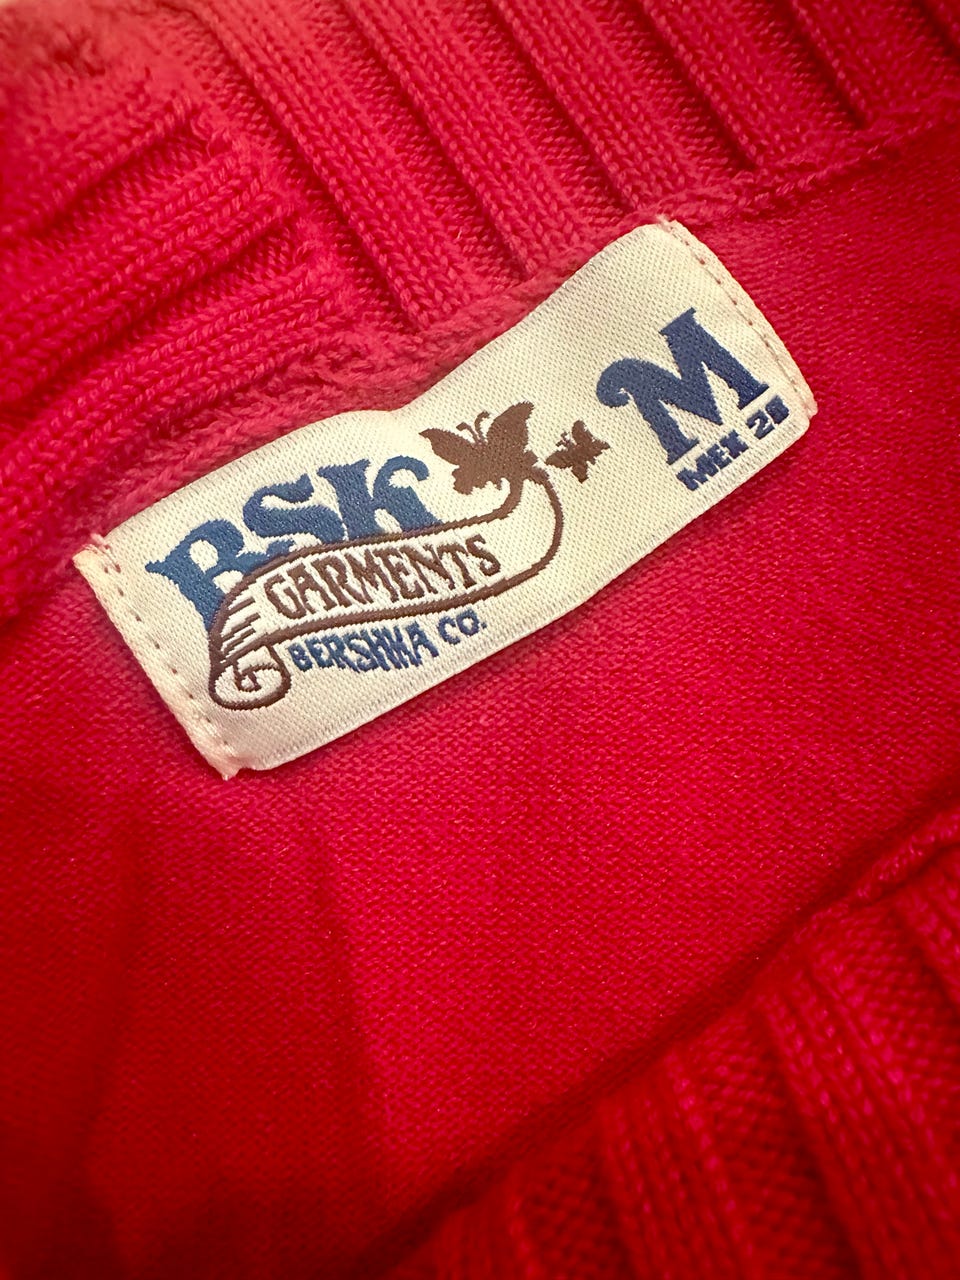 BSK
GARMENTS
BERSHKA CO.
M
MEX 28